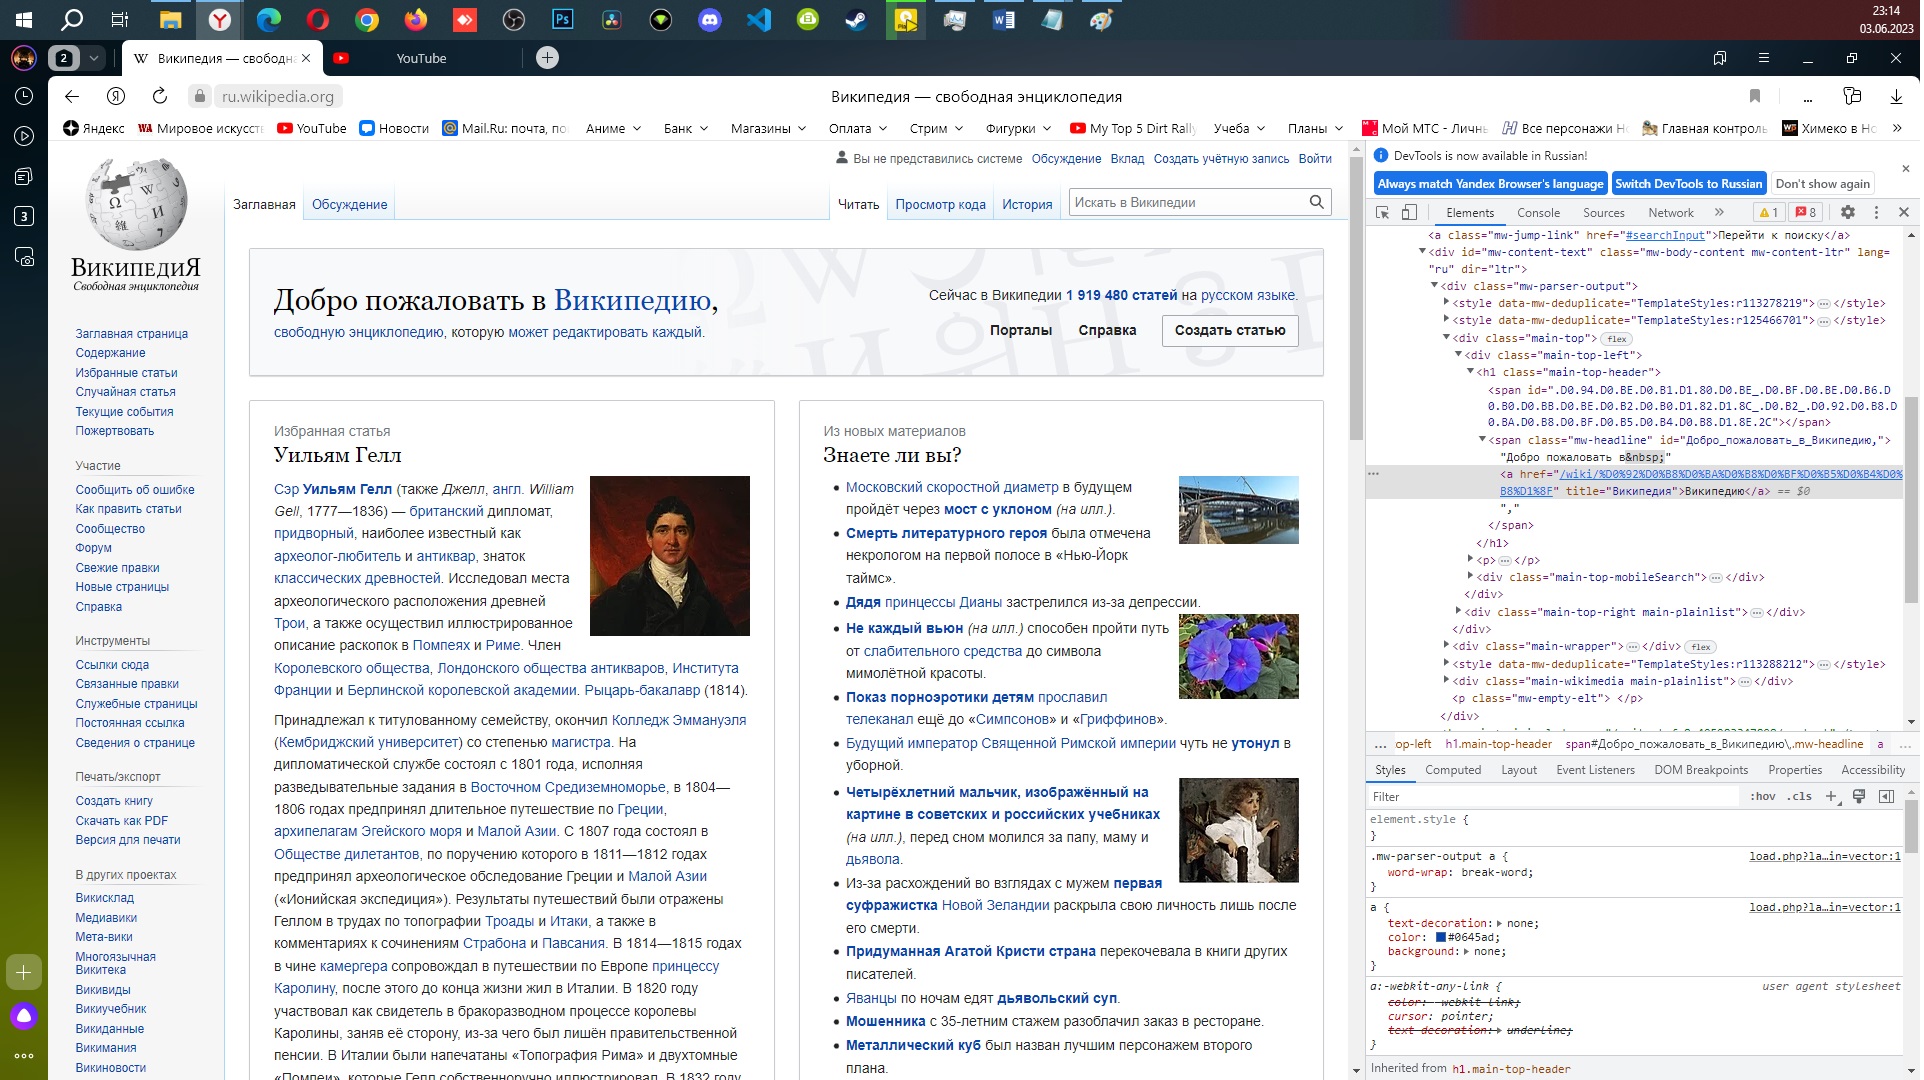 23:14
03.06.2023
2
Википедия — свободна
YouTube
ru.wikipedia.org
Википедия — свободная энциклопедия
Яндекс
Мировое искусст
YouTube
Новости
Mail.Ru: почта, по
Аниме
Банк
Магазины
Оплата
Стрим
Фигурки
My Top 5 Dirt Rally
Учеба
Планы
Мой МТС - Личнь
Все персонажи Но
Главная контроль
Химеко в Но
3
ВикипедиЯ
Свободная энциклопедия
Заглавная страница
Содержание
Избранные статьи
Случайная статья
Текущие события
Пожертвовать
Участие
Сообщить об ошибке
Как править статьи
Сообщество
Форум
Свежие правки
Новые страницы
Справка
Инструменты
Ссылки сюда
Связанные правки
Служебные страницы
Постоянная ссылка
Сведения о странице
Печать/экспорт
Создать книгу
Скачать как PDF
Версия для печати
В других проектах
Викисклад
Медиавики
Мета-вики
Многоязычная
Викитека
Викивиды
Викиучебник
Викиданные
Викимания
Викиновости
Вы не представились системе
Обсуждение
Вклад
Создать учётную запись
Войти
Заглавная
Обсуждение
Читать
Просмотр кода
История
Искать в Википедии
Добро пожаловать в Википедию,
свободную энциклопедию, которую может редактировать каждый.
Сейчас в Википедии 1 919 480 статей на русском языке.
Порталы
Справка
Создать статью
Избранная статья
Уильям Гелл
Сэр Уильям Гелл (также Джелл, англ. William
Gell, 1777—1836) — британский дипломат,
придворный, наиболее известный как
археолог-любитель и антиквар, знаток
классических древностей. Исследовал места
археологического расположения древней
Трои, а также осуществил иллюстрированное
описание раскопок в Помпеях и Риме. Член
Королевского общества, Лондонского общества антикваров, Института
Франции и Берлинской королевской академии. Рыцарь-бакалавр (1814).
Принадлежал к титулованному семейству, окончил Колледж Эммануэля
(Кембриджский университет) со степенью магистра. На
дипломатической службе состоял с 1801 года, исполняя
разведывательные задания в Восточном Средиземноморье, в 1804—
1806 годах предпринял длительное путешествие по Греции,
архипелагам Эгейского моря и Малой Азии. С 1807 года состоял в
Обществе дилетантов, по поручению которого в 1811—1812 годах
предпринял археологическое обследование Греции и Малой Азии
(«Ионийская экспедиция»). Результаты путешествий были отражены
Геллом в трудах по топографии Троады и Итаки, а также в
комментариях к сочинениям Страбона и Павсания. В 1814—1815 годах
в чине камергера сопровождал в путешествии по Европе принцессу
Каролину, после этого до конца жизни жил в Италии. В 1820 году
участвовал как свидетель в бракоразводном процессе королевы
Каролины, заняв её сторону, из-за чего был лишён правительственной
пенсии. В Италии были напечатаны «Топография Рима» и двухтомные
«Помпеи», которые Гелл собственноручно иллюстрировал. В 1832 году
Из новых материалов
Знаете ли вы?
Московский скоростной диаметр в будущем
пройдёт через мост с уклоном (на илл.).
Смерть литературного героя была отмечена
некрологом на первой полосе в «Нью-Йорк
таймс».
Дядя принцессы Дианы застрелился из-за депрессии.
Не каждый вьюн (на илл.) способен пройти путь
от слабительного средства до символа
мимолётной красоты.
Показ порноэротики детям прославил
телеканал ещё до «Симпсонов» и «Гриффинов».
Будущий император Священной Римской империи чуть не утонул в
уборной.
Четырёхлетний мальчик, изображённый на
картине в советских и российских учебниках
(на илл.), перед сном молился за папу, маму и
дьявола.
Из-за расхождений во взглядах с мужем первая
суфражистка Новой Зеландии раскрыла свою личность лишь после
его смерти.
Придуманная Агатой Кристи страна перекочевала в книги других
писателей.
Яванцы по ночам едят дьявольский суп.
Мошенника с 35-летним стажем разоблачил заказ в ресторане.
Металлический куб был назван лучшим персонажем второго
плана.
DevTools is now available in Russian!
Always match Yandex Browser's language
Switch DevTools to Russian
Don't show again
Elements
Console
Sources
Network
1
8
<a class="mw-jump-link" href="#searchInput">Перейти к поиску</a>
<div id="mw-content-text" class="mw-body-content mw-content-ltr" lang=
"ru" dir="ltr">
<div class="mw-parser-output">
<style data-mw-deduplicate="TemplateStyles:r113278219">…</style>
<style data-mw-deduplicate="TemplateStyles:r125466701">…</style>
<div class="main-top"> flex
<div class="main-top-left">
<h1 class="main-top-header">
<span id=".D0.94.D0.BE.D0.B1.D1.80.D0.BE_.D0.BF.D0.BE.D0.B6.D
0.B0.D0.BB.D0.BE.D0.B2.D0.B0.D1.82.D1.8C_.D0.B2_.D0.92.D0.B8.D
0.BA.D0.B8.D0.BF.D0.B5.D0.B4.D0.B8.D1.8E.2C"></span>
<span class="mw-headline" id="Добро_пожаловать_в_Википедию,">
"Добро пожаловать в&nbsp;"
<a href="/wiki/%D0%92%D0%B8%D0%BA%D0%B8%D0%BF%D0%B5%D0%B4%D0%
B8%D1%8F" title="Википедия">Википедию</a> == $0
","
</span>
</h1>
<p>…</p>
<div class="main-top-mobileSearch">…</div>
</div>
<div class="main-top-right main-plainlist">…</div>
</div>
<div class="main-wrapper">…</div> flex
<style data-mw-deduplicate="TemplateStyles:r113288212">…</style>
<div class="main-wikimedia main-plainlist">…</div>
<p class="mw-empty-elt"> </p>
</div>
… op-left h1.main-top-header span#Добро_пожаловать_в_Википедию\,.mw-headline a …
Styles
Computed
Layout
Event Listeners
DOM Breakpoints
Properties
Accessibility
Filter
:hov .cls
element.style {
}
.mw-parser-output a {
load.php?la…in=vector:1
word-wrap: break-word;
}
a {
load.php?la…in=vector:1
text-decoration: none;
color: #0645ad;
background: none;
}
a:-webkit-any-link {
user agent stylesheet
color: -webkit-link;
cursor: pointer;
text-decoration: underline;
}
Inherited from h1.main-top-header